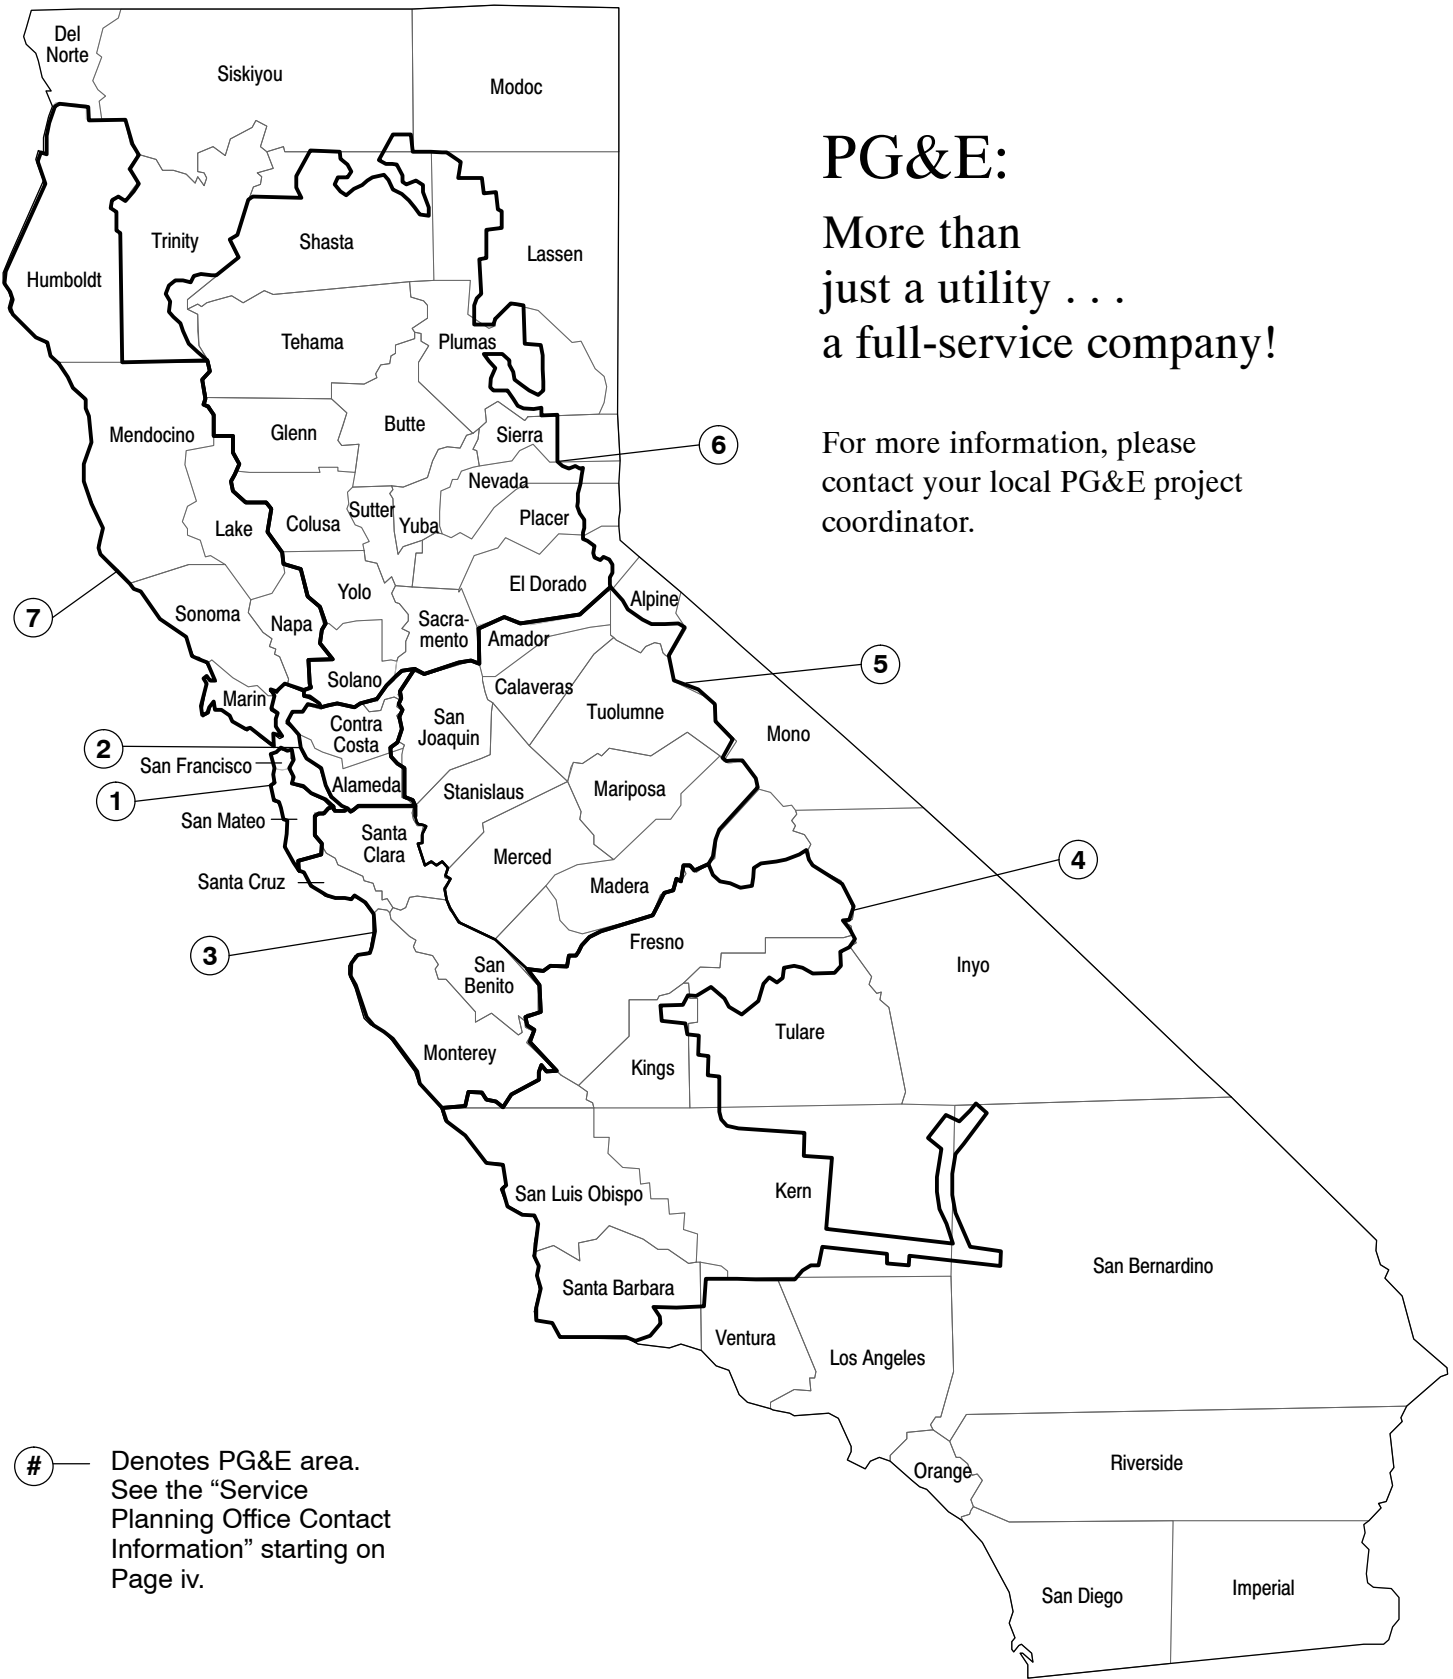 PG&E:
More than
just a utility . . .
a full-service company!
For more information, please
contact your local PG&E project
coordinator.
Del
Norte
Siskiyou
Modoc
Trinity
Shasta
Lassen
Humboldt
Tehama
Plumas
Mendocino
Glenn
Butte
Sierra
6
Nevada
Lake
Colusa
Sutter
Yuba
Placer
Yolo
El Dorado
Alpine
7
Sonoma
Napa
Sacra-
mento
Amador
5
Solano
Calaveras
Marin
Contra
Costa
San
Joaquin
Tuolumne
Mono
2
San Francisco
Alameda
Stanislaus
Mariposa
1
San Mateo
Santa
Clara
Merced
4
Santa Cruz
Madera
3
Fresno
San
Benito
Inyo
Tulare
Monterey
Kings
San Luis Obispo
Kern
San Bernardino
Santa Barbara
Ventura
Los Angeles
Orange
Riverside
San Diego
Imperial
#
Denotes PG&E area.
See the “Service
Planning Office Contact
Information” starting on
Page iv.